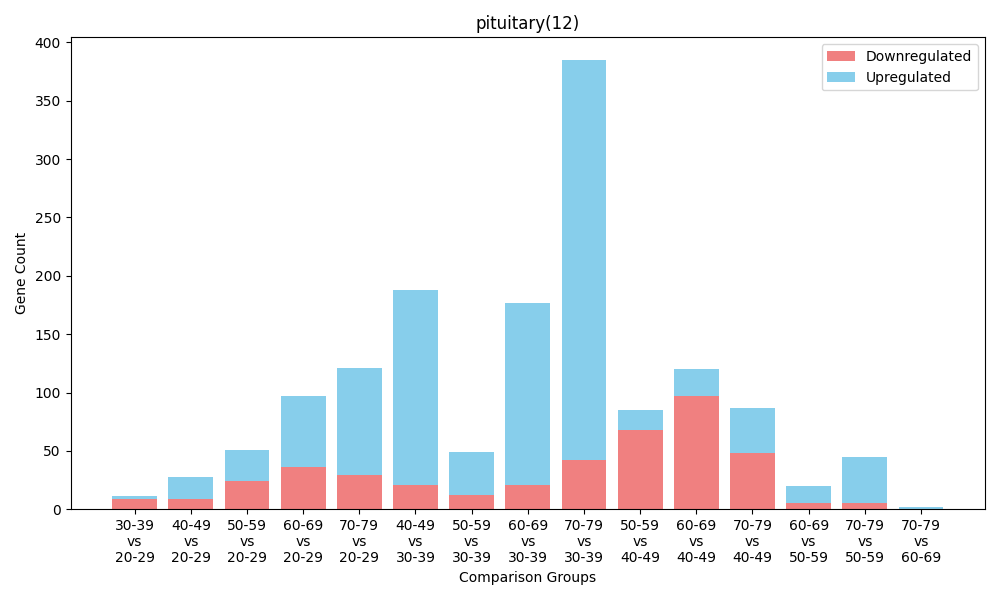 pituitary(12)
Downregulated
Upregulated
Gene Count
400
350
300
250
200
150
100
50
0
30-39 vs 20-29
40-49 vs 20-29
50-59 vs 20-29
60-69 vs 20-29
70-79 vs 20-29
40-49 vs 30-39
50-59 vs 30-39
60-69 vs 30-39
70-79 vs 30-39
50-59 vs 40-49
60-69 vs 40-49
70-79 vs 40-49
60-69 vs 50-59
70-79 vs 50-59
70-79 vs 60-69
Comparison Groups